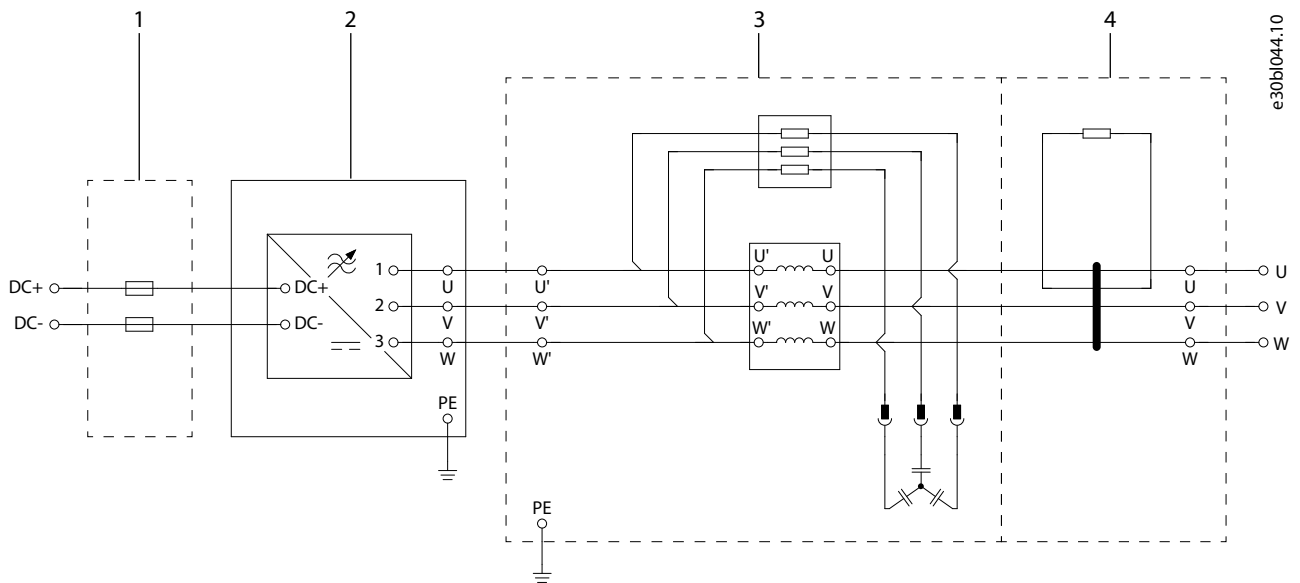 1 2 3 4
e30bl044.10
U' U
1 U U' U U
DC+ DC+
V' V
2 V V' V V
DC- DC-
W' W
3 W W' W W
PE
PE